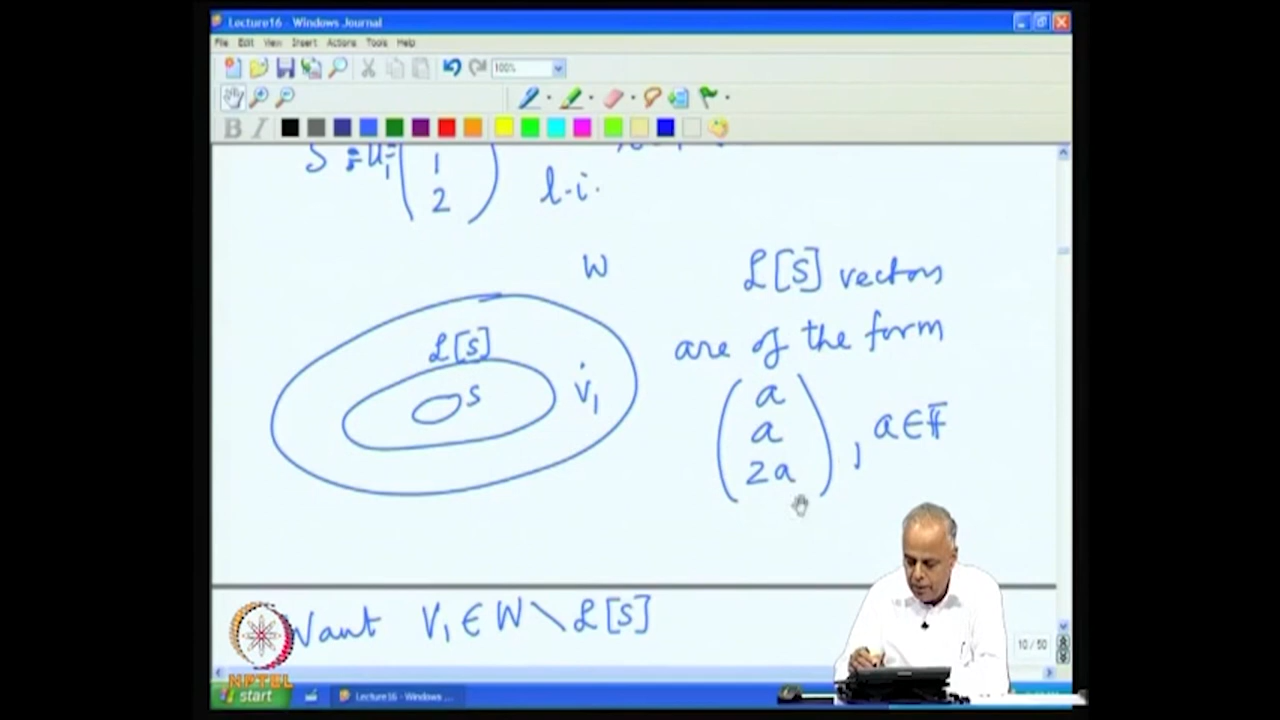 Lecture16 - Windows Journal
File Edit View Insert Actions Tools Help
100%
B I
S = u1 = 1
2
l.i.
W
L[S] vectors
are of the form
L[S]
S
V1
a
a
2a
, a∈F
Want V1 ∈ W \ L[S]
10 / 50
NPTEL
start Lecture16 - Windows ...